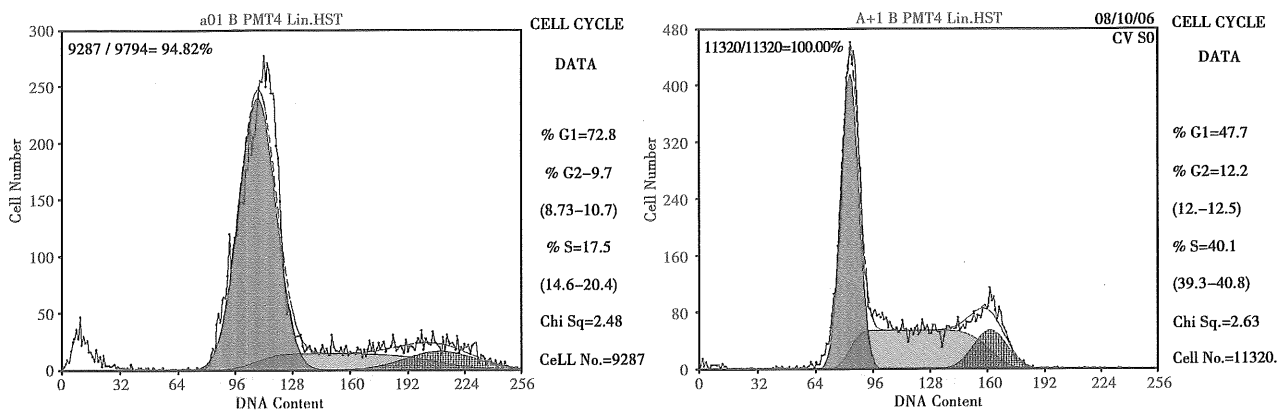 a01 B PMT4 Lin.HST
CELL CYCLE
DATA
9287 / 9794= 94.82%
300
250
200
150
100
50
0
Cell Number
0 32 64 96 128 160 192 224 256
DNA Content
% G1=72.8
% G2–9.7
(8.73–10.7)
% S=17.5
(14.6–20.4)
Chi Sq=2.48
CeLL No.=9287
A+1 B PMT4 Lin.HST
08/10/06
CV S0
CELL CYCLE
DATA
11320/11320=100.00%
480
400
320
240
160
80
0
Cell Number
0 32 64 96 128 160 192 224 256
DNA Content
% G1=47.7
% G2=12.2
(12.–12.5)
% S=40.1
(39.3–40.8)
Chi Sq.=2.63
Cell No.=11320.